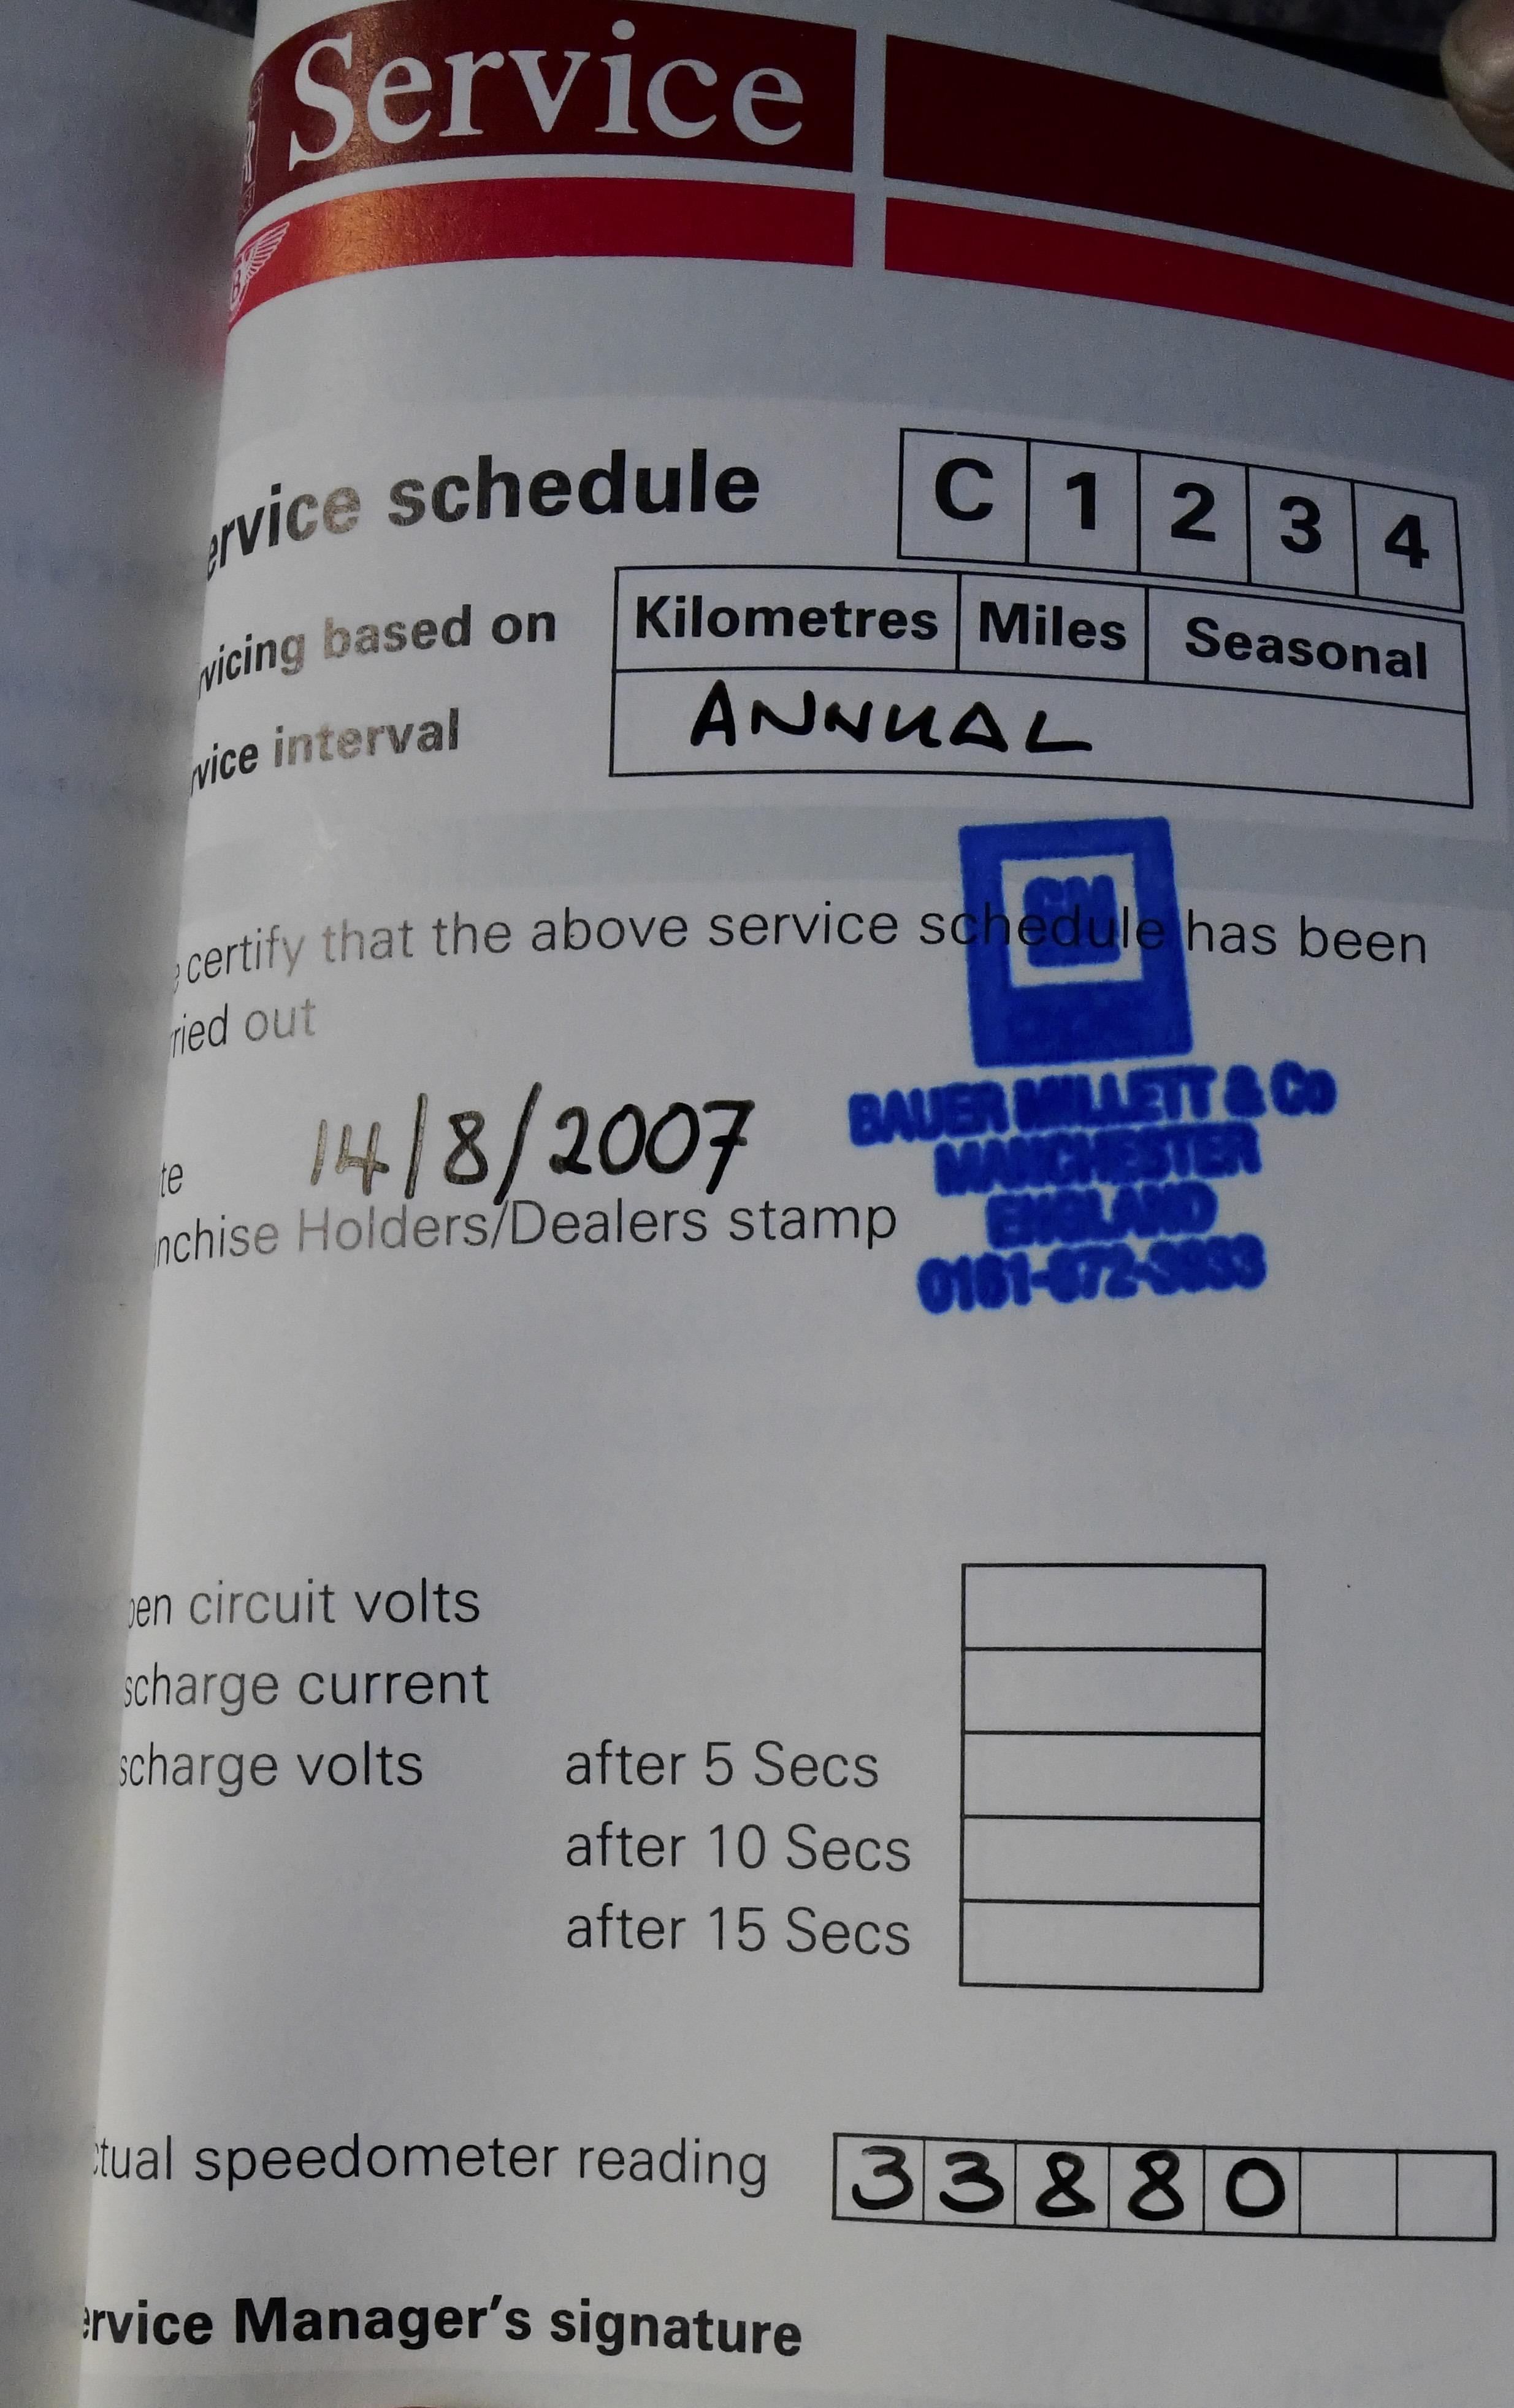 Service
ervice schedule C 1 2 3 4
rvicing based on Kilometres Miles Seasonal
rvice interval ANNUAL
GM
e certify that the above service schedule has been
rried out
te 14/8/2007
nchise Holders/Dealers stamp
BAUER MILLETT & Co
MANCHESTER
ENGLAND
pen circuit volts
scharge current
scharge volts after 5 Secs
after 10 Secs
after 15 Secs
ctual speedometer reading 33880
ervice Manager's signature